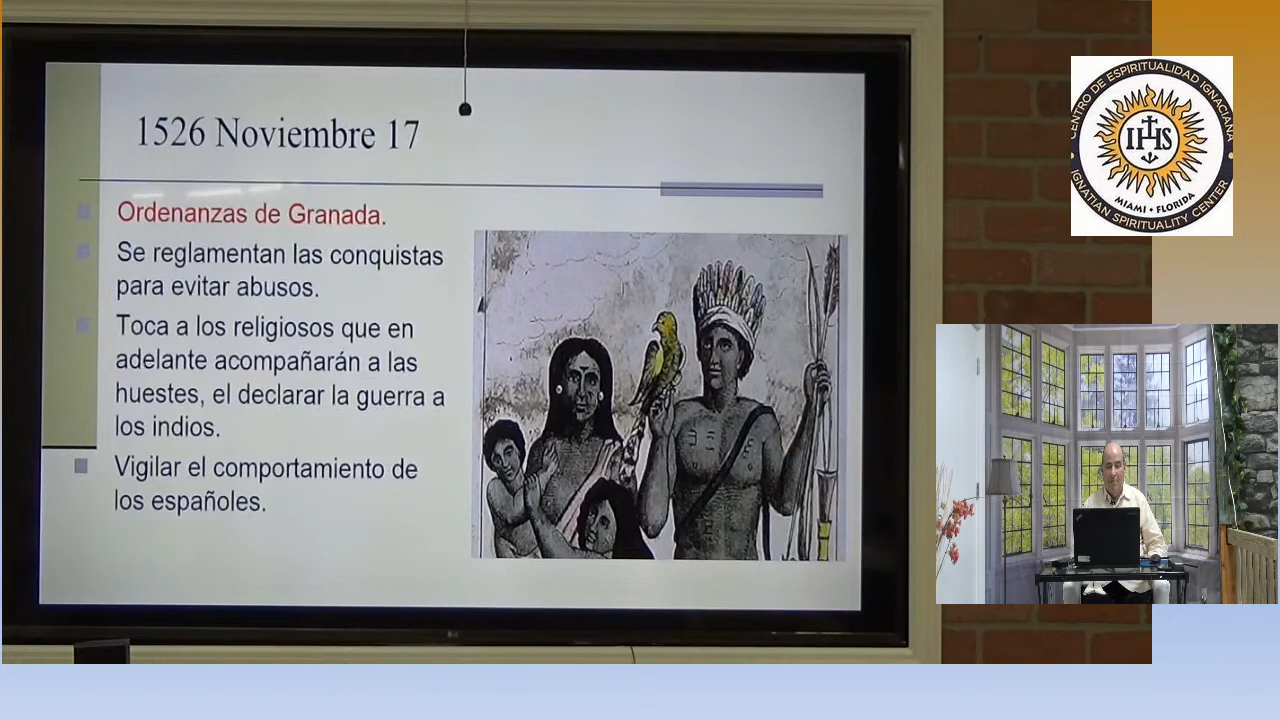 1526 Noviembre 17
Ordenanzas de Granada.
Se reglamentan las conquistas
para evitar abusos.
Toca a los religiosos que en
adelante acompañarán a las
huestes, el declarar la guerra a
los indios.
Vigilar el comportamiento de
los españoles.
CENTRO DE ESPIRITUALIDAD IGNACIANA
IHS
MIAMI • FLORIDA
IGNATIAN SPIRITUALITY CENTER
LG